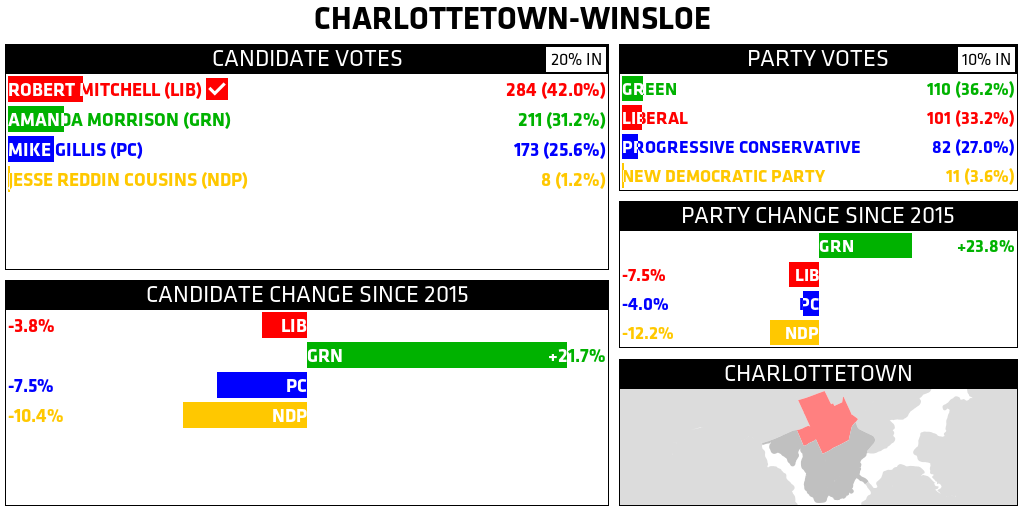 CHARLOTTETOWN-WINSLOE
CANDIDATE VOTES 20% IN
ROBERT MITCHELL (LIB) 284 (42.0%)
AMANDA MORRISON (GRN) 211 (31.2%)
MIKE GILLIS (PC) 173 (25.6%)
JESSE REDDIN COUSINS (NDP) 8 (1.2%)
CANDIDATE CHANGE SINCE 2015
-3.8% LIB
GRN +21.7%
-7.5% PC
-10.4% NDP
PARTY VOTES 10% IN
GREEN 110 (36.2%)
LIBERAL 101 (33.2%)
PROGRESSIVE CONSERVATIVE 82 (27.0%)
NEW DEMOCRATIC PARTY 11 (3.6%)
PARTY CHANGE SINCE 2015
GRN +23.8%
-7.5% LIB
-4.0% PC
-12.2% NDP
CHARLOTTETOWN